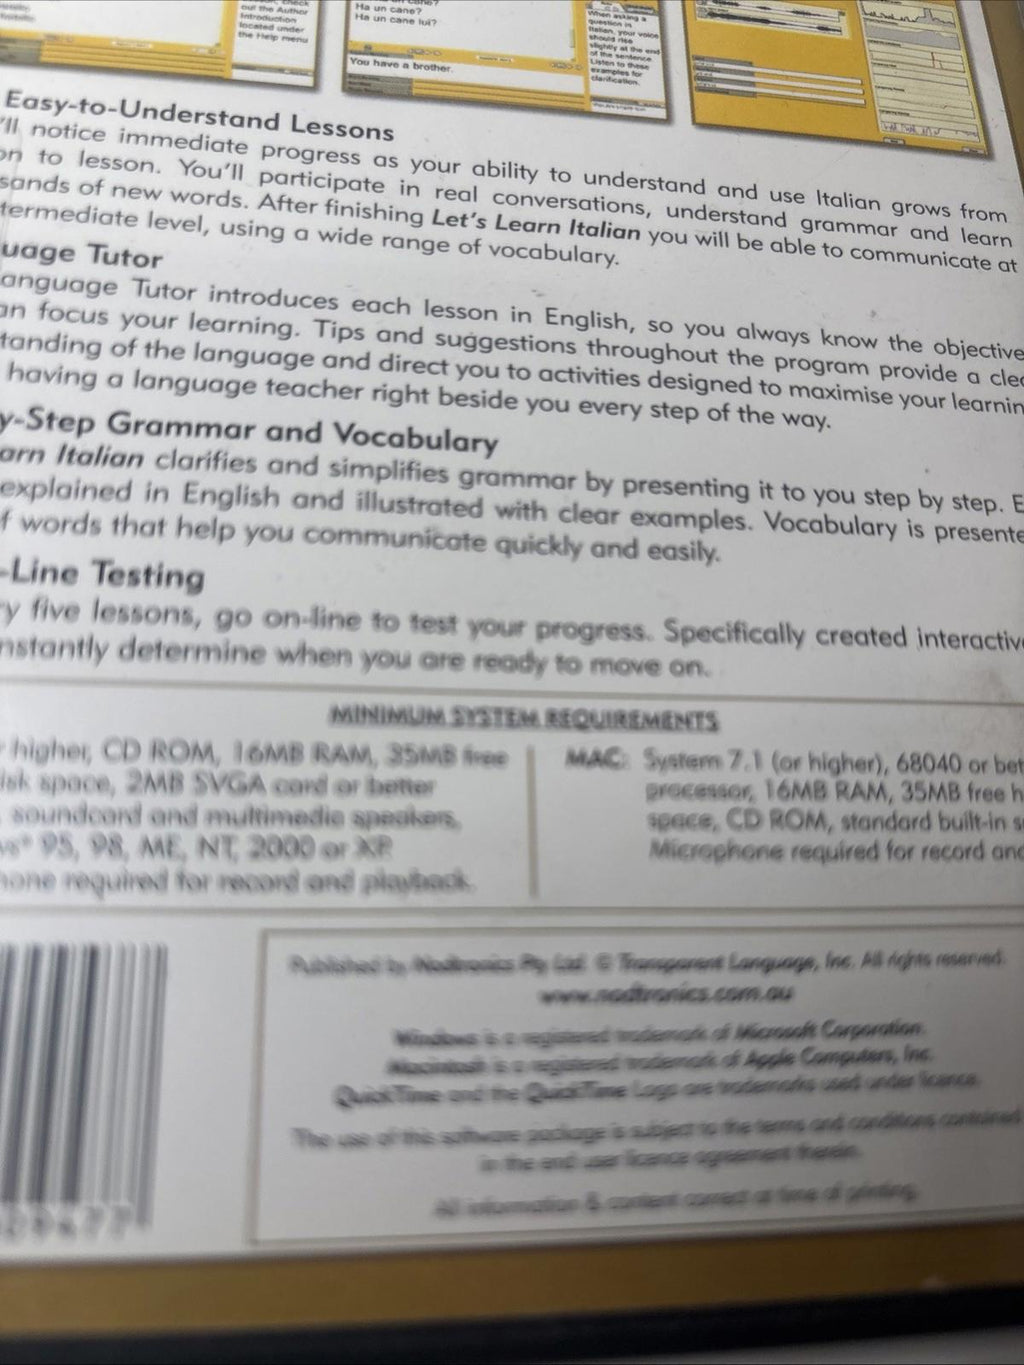 out the Author
Introduction
located under
the Help menu
Ha un cane?
Ha un cane lui?
You have a brother.
When asking a
question in
Italian, your voice
should rise
slightly at the end
of the sentence.
Listen to these
examples for
clarification.
Easy-to-Understand Lessons
'll notice immediate progress as your ability to understand and use Italian grows from
on to lesson. You'll participate in real conversations, understand grammar and learn
sands of new words. After finishing Let's Learn Italian you will be able to communicate at
termediate level, using a wide range of vocabulary.
uage Tutor
anguage Tutor introduces each lesson in English, so you always know the objective
an focus your learning. Tips and suggestions throughout the program provide a clea
tanding of the language and direct you to activities designed to maximise your learnin
having a language teacher right beside you every step of the way.
y-Step Grammar and Vocabulary
arn Italian clarifies and simplifies grammar by presenting it to you step by step. E
explained in English and illustrated with clear examples. Vocabulary is presente
f words that help you communicate quickly and easily.
-Line Testing
ry five lessons, go on-line to test your progress. Specifically created interactive
nstantly determine when you are ready to move on.
MINIMUM SYSTEM REQUIREMENTS
r higher, CD ROM, 16MB RAM, 35MB free
isk space, 2MB SVGA card or better
soundcard and multimedia speakers,
ws® 95, 98, ME, NT, 2000 or XP.
hone required for record and playback.
MAC: System 7.1 (or higher), 68040 or bet
processor, 16MB RAM, 35MB free h
space, CD ROM, standard built-in s
Microphone required for record and
Published by Nodtronics Pty Ltd. © Transparent Language, Inc. All rights reserved.
www.nodtronics.com.au
Windows is a registered trademark of Microsoft Corporation.
Macintosh is a registered trademark of Apple Computers, Inc.
QuickTime and the QuickTime Logo are trademarks used under licence.
The use of this software package is subject to the terms and conditions contained
in the end user licence agreement therein.
All information & content correct at time of printing.